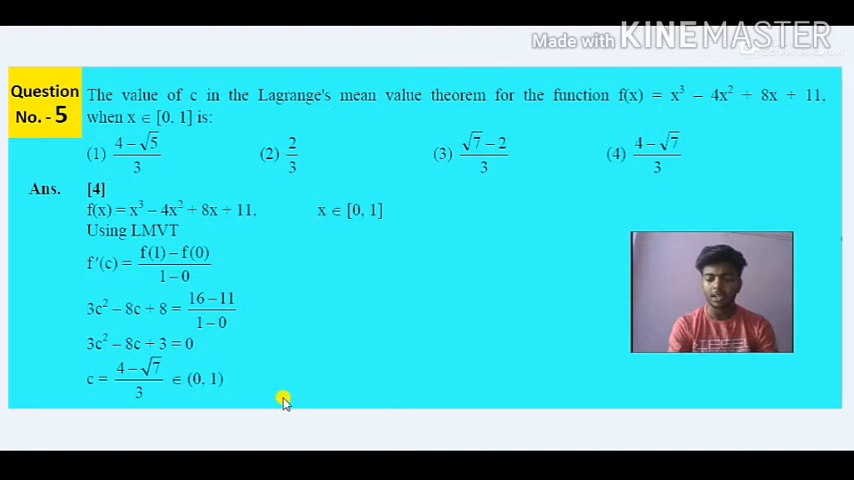 Made with KINEMASTER
Question No. - 5
The value of c in the Lagrange's mean value theorem for the function f(x) = x³ − 4x² + 8x + 11,
when x ∈ [0, 1] is:
(1) (4 − √5)/3 (2) 2/3 (3) (√7 − 2)/3 (4) (4 − √7)/3
Ans. [4]
f(x) = x³ − 4x² + 8x + 11, x ∈ [0, 1]
Using LMVT
f'(c) = (f(1) − f(0))/(1 − 0)
3c² − 8c + 8 = (16 − 11)/(1 − 0)
3c² − 8c + 3 = 0
c = (4 − √7)/3 ∈ (0, 1)